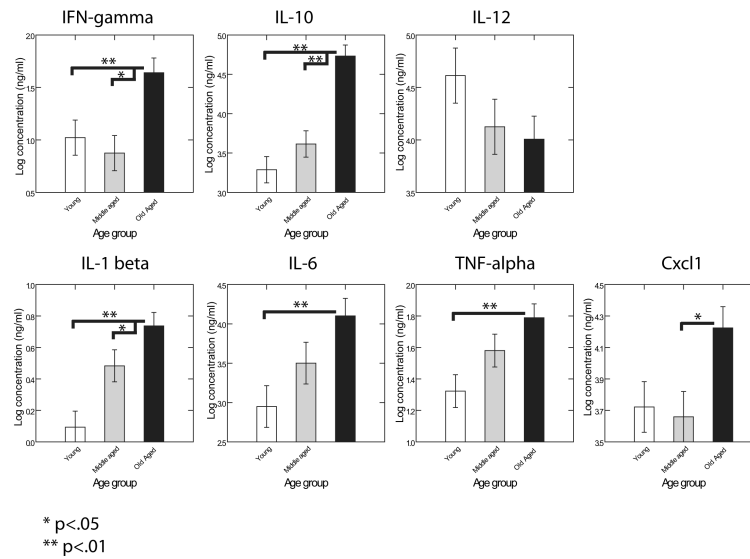 IFN-gamma
Log concentration (ng/ml)
2.0
1.5
1.0
0.5
**
*
Young
Middle aged
Old Aged
Age group
IL-10
Log concentration (ng/ml)
5.0
4.5
4.0
3.5
3.0
**
**
Young
Middle aged
Old Aged
Age group
IL-12
Log concentration (ng/ml)
5.0
4.5
4.0
Young
Middle aged
Old Aged
Age group
IL-1 beta
Log concentration (ng/ml)
1.0
0.8
0.6
0.4
0.2
0.0
**
*
Young
Middle aged
Old Aged
Age group
IL-6
Log concentration (ng/ml)
4.5
4.0
3.5
3.0
2.5
**
Young
Middle aged
Old Aged
Age group
TNF-alpha
Log concentration (ng/ml)
2.0
1.8
1.6
1.4
1.2
1.0
**
Young
Middle aged
Old Aged
Age group
Cxcl1
Log concentration (ng/ml)
4.5
4.3
4.1
3.9
3.7
3.5
*
Young
Middle aged
Old Aged
Age group
* p<.05
** p<.01